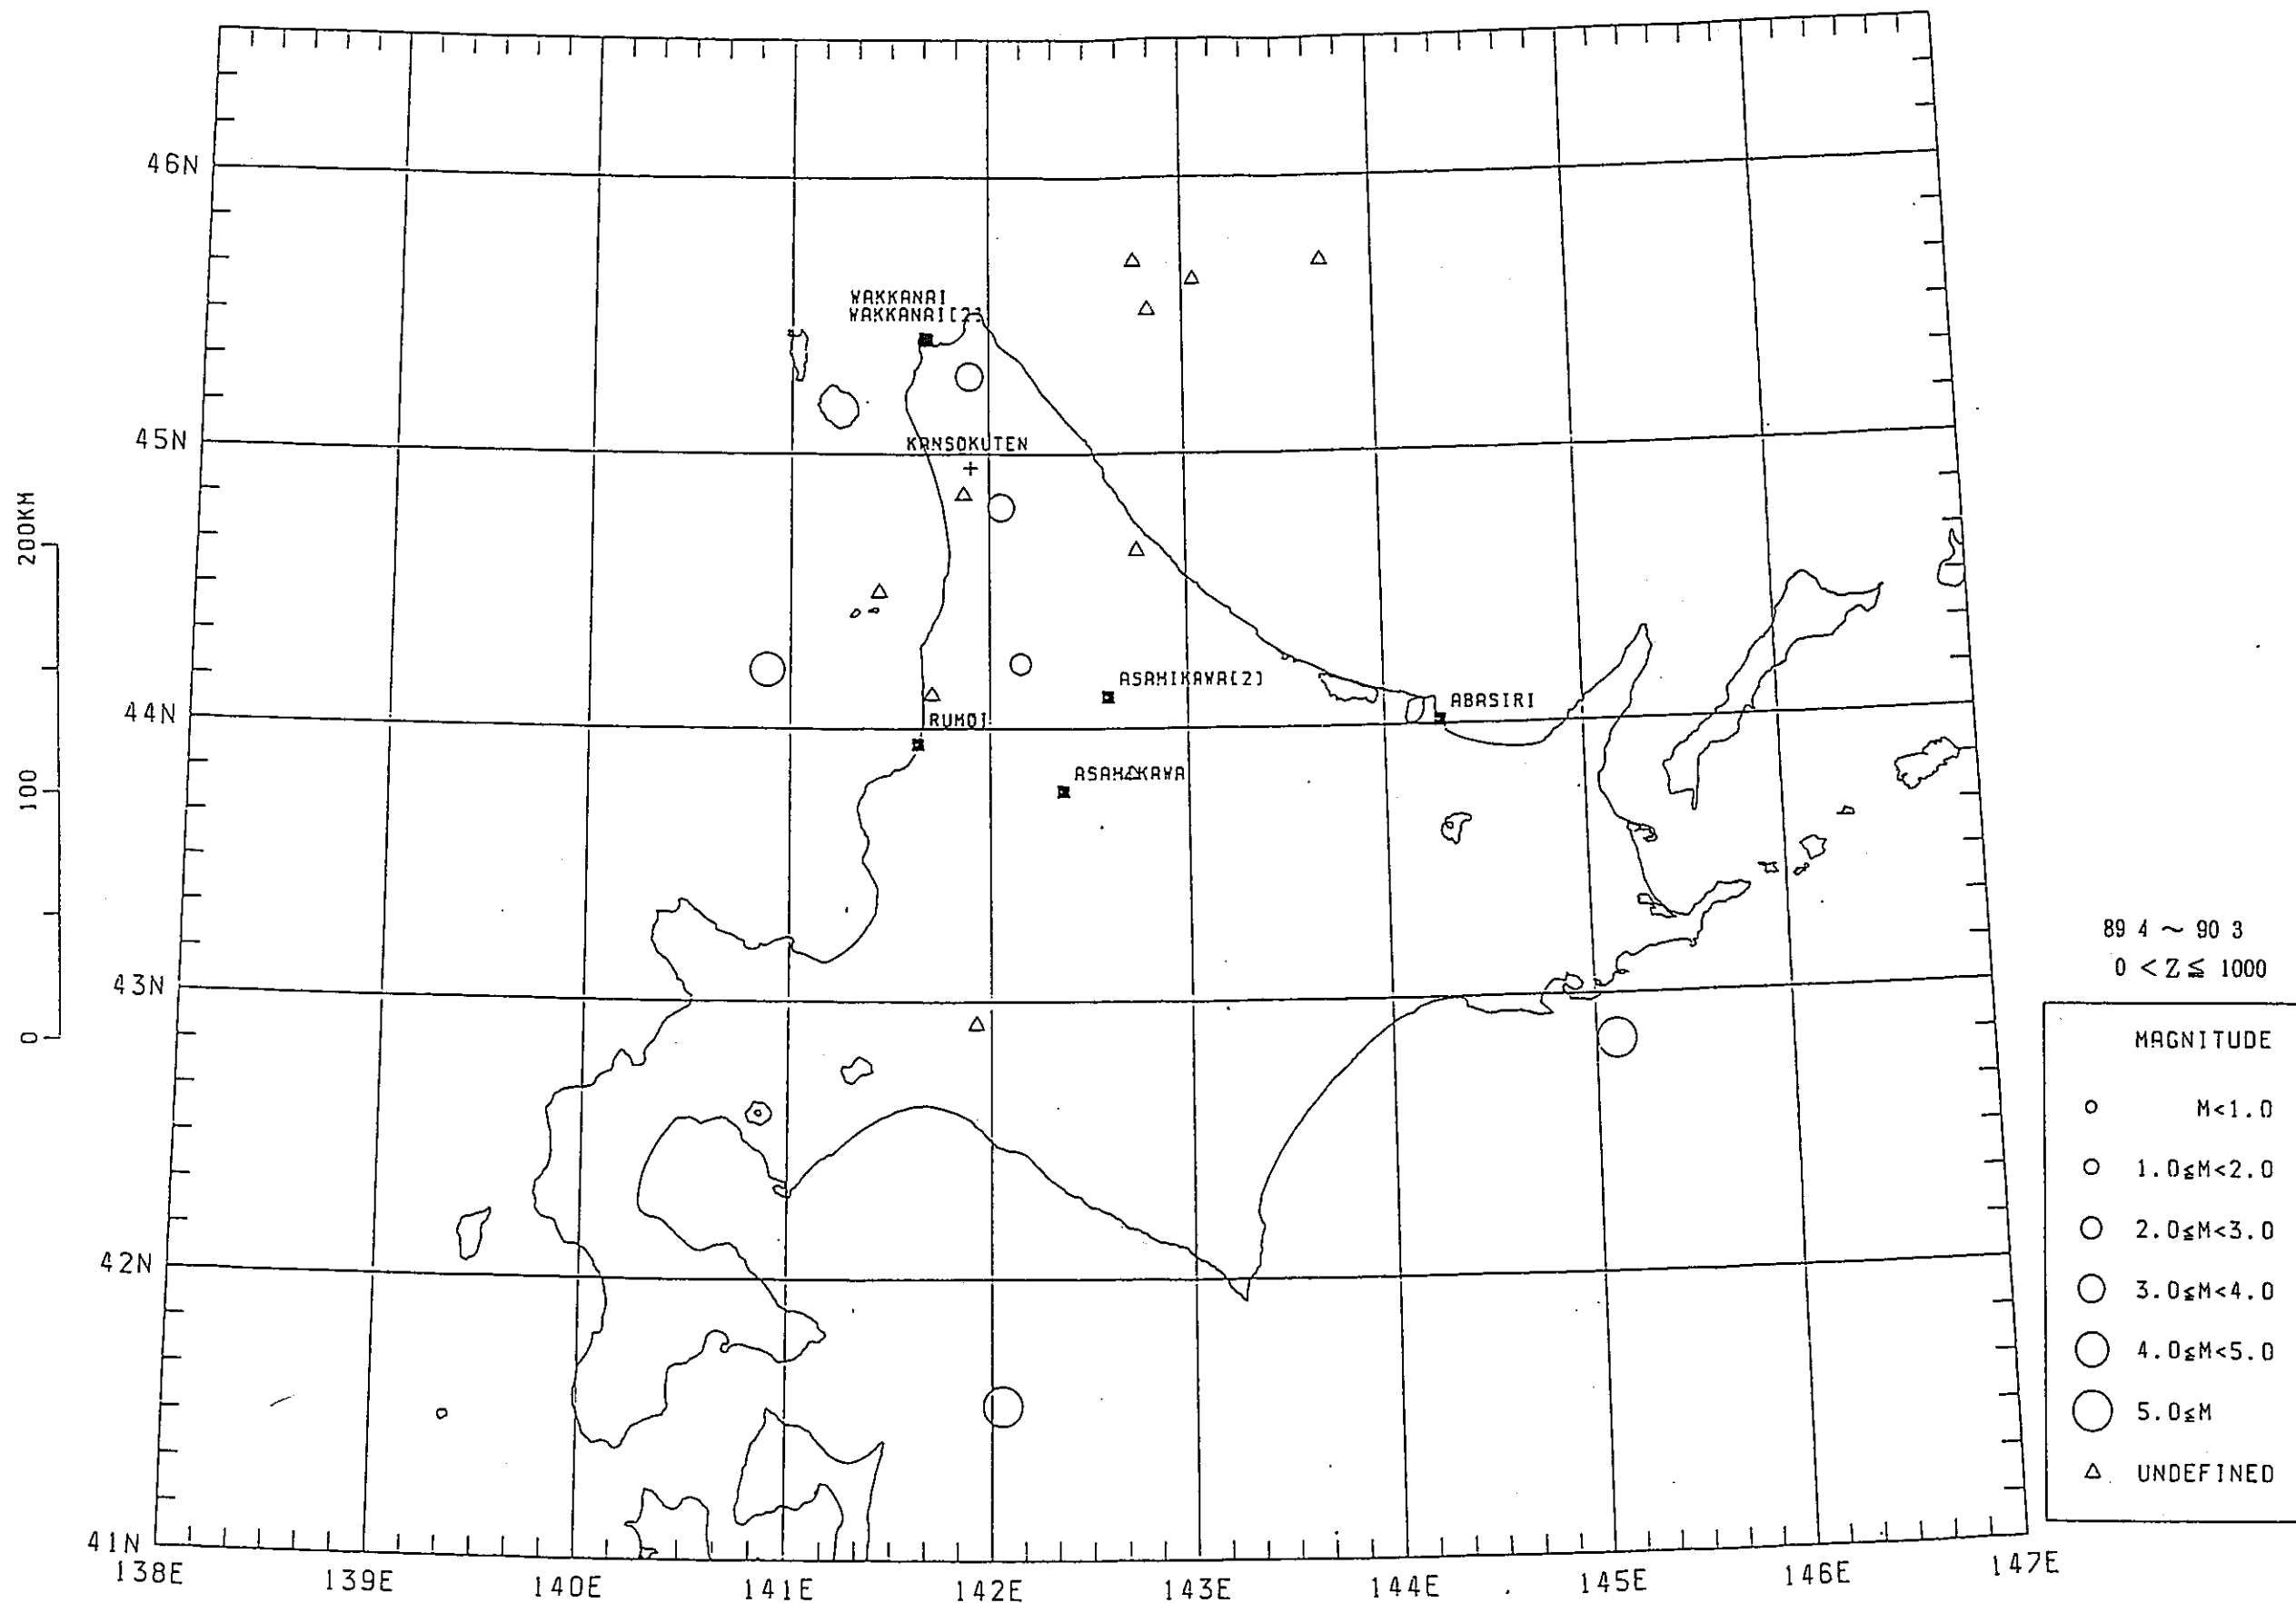 46N
WAKKANAI
WAKKANAI[2]
45N
KANSOKUTEN
200KM
ASAHIKAWA[2]
44N
ABASIRI
RUMOI
100
ASAHIKAWA
89 4 ～ 90 3
43N
0 < Z ≦ 1000
0
MAGNITUDE
M<1.0
1.0≦M<2.0
2.0≦M<3.0
42N
3.0≦M<4.0
4.0≦M<5.0
5.0≦M
UNDEFINED
41N
138E 139E 140E 141E 142E 143E 144E 145E 146E 147E